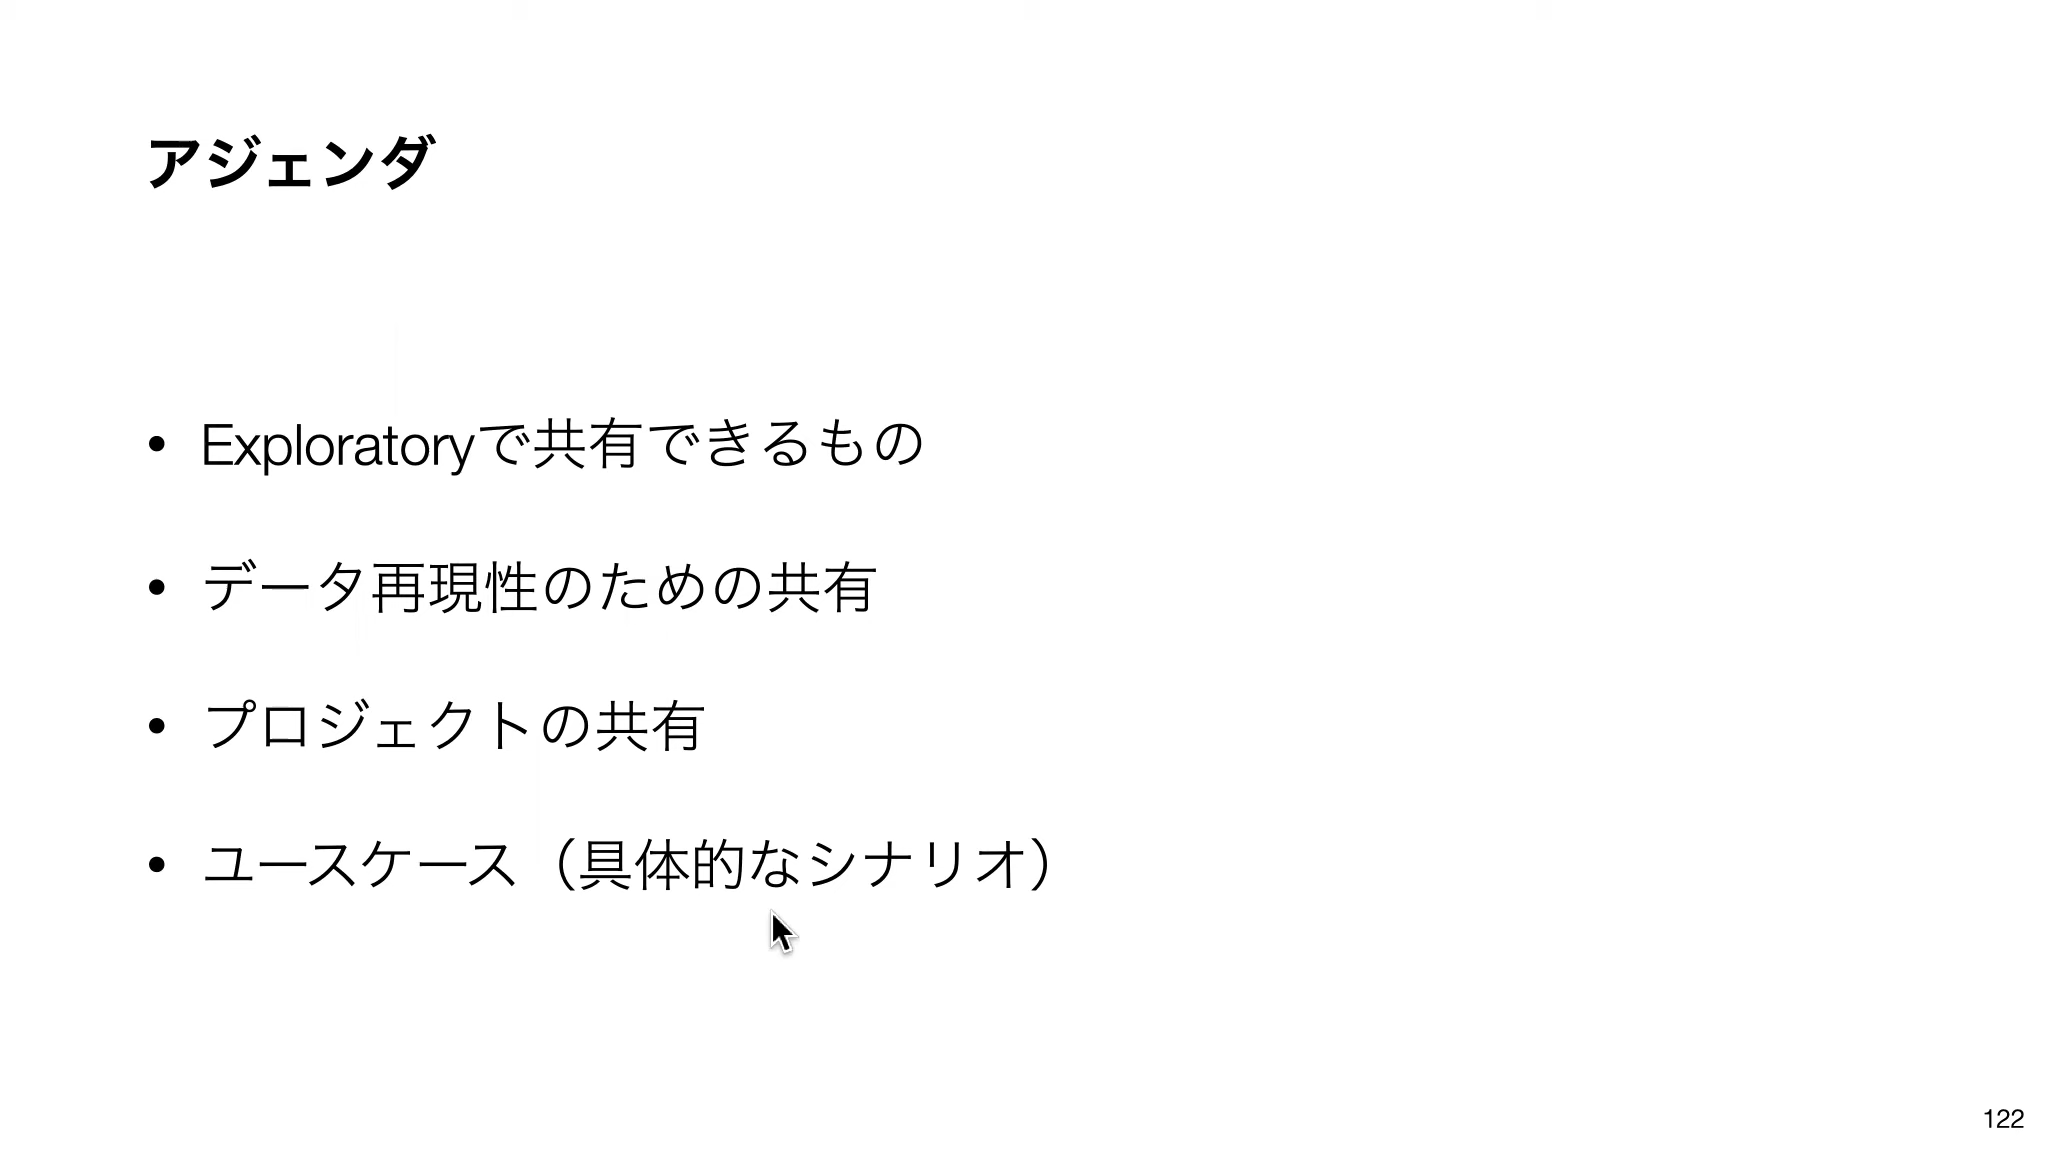 アジェンダ
• Exploratoryで共有できるもの
• データ再現性のための共有
• プロジェクトの共有
• ユースケース（具体的なシナリオ）
122